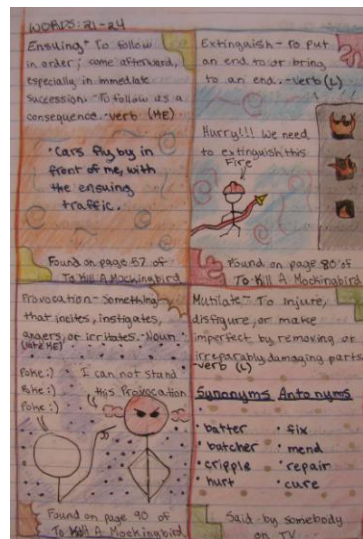 WORDS: 21-24
Ensuing- To follow
in order; come afterward,
especially in immediate
succession. -To follow as a
consequence. -verb (ME)
• Cars fly by in
front of me, with
the ensuing
traffic.
Found on page 57 of
To Kill A Mockingbird
Extinguish - To put
an end to or bring
to an end. -verb (L)
Hurry!!! We need
to extinguish this
Fire
Found on page 80 of
To Kill A Mockingbird
Provocation - Something
that incites, instigates,
angers, or irritates. -Noun
(Late ME)
Poke :)
Poke :)
Poke :)
I can not stand
this Provocation
Found on page 90 of
To Kill A Mockingbird
Mutilate - To injure,
disfigure, or make
imperfect by removing or
irreparably damaging parts.
-verb (L)
Synonyms Antonyms
• batter • fix
• butcher • mend
• cripple • repair
• hurt • cure
Said by somebody
on TV